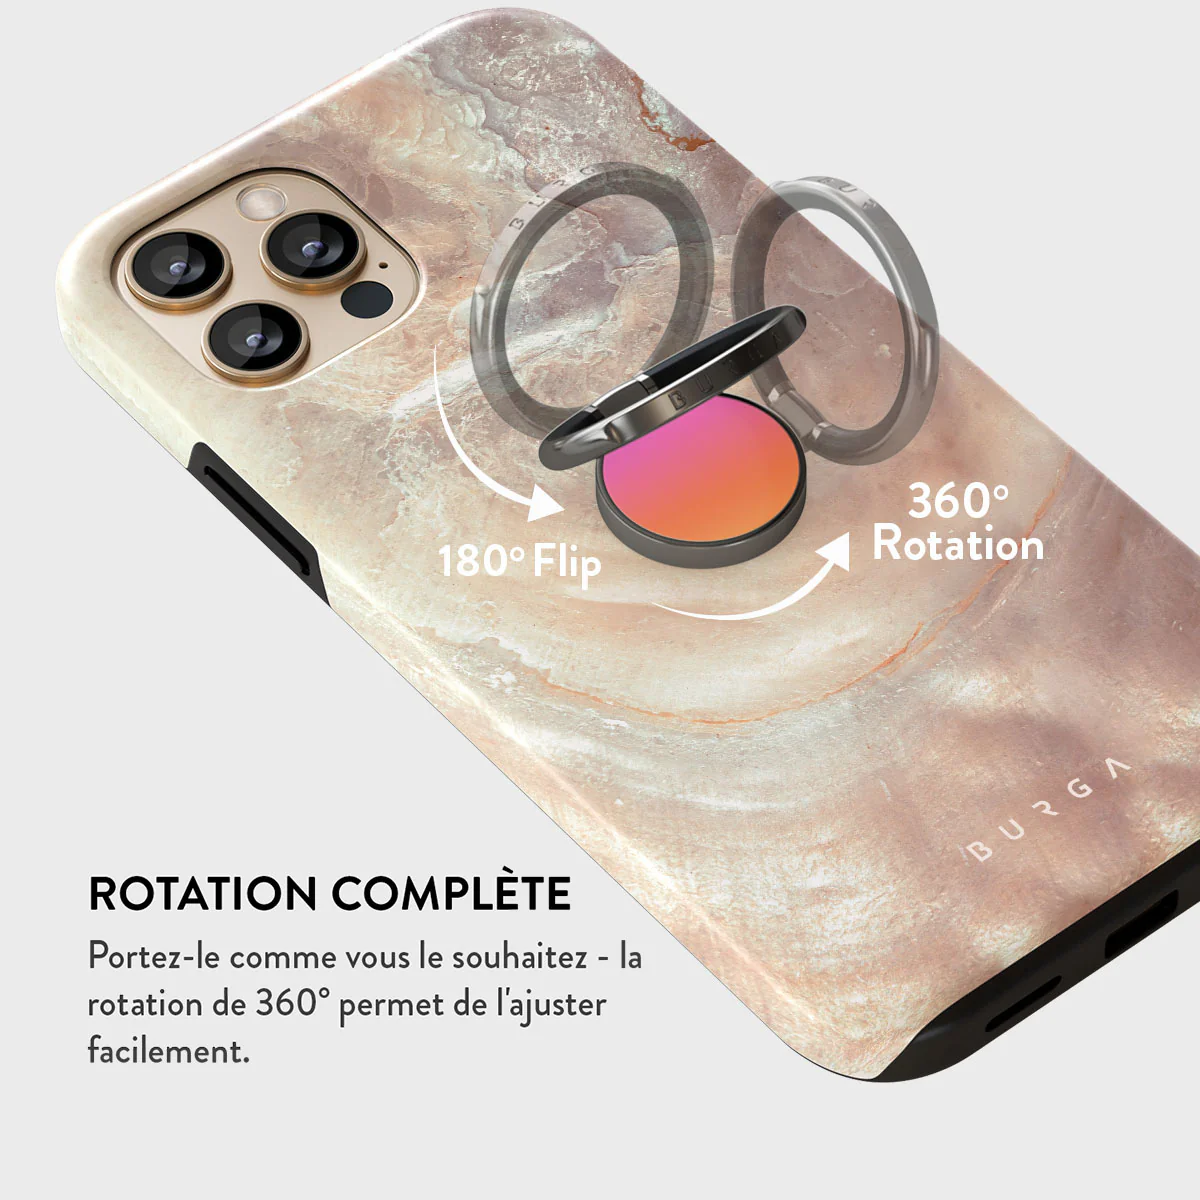 BURGA
180° Flip
360°
Rotation
BURGA
ROTATION COMPLÈTE
Portez-le comme vous le souhaitez - la
rotation de 360° permet de l'ajuster
facilement.